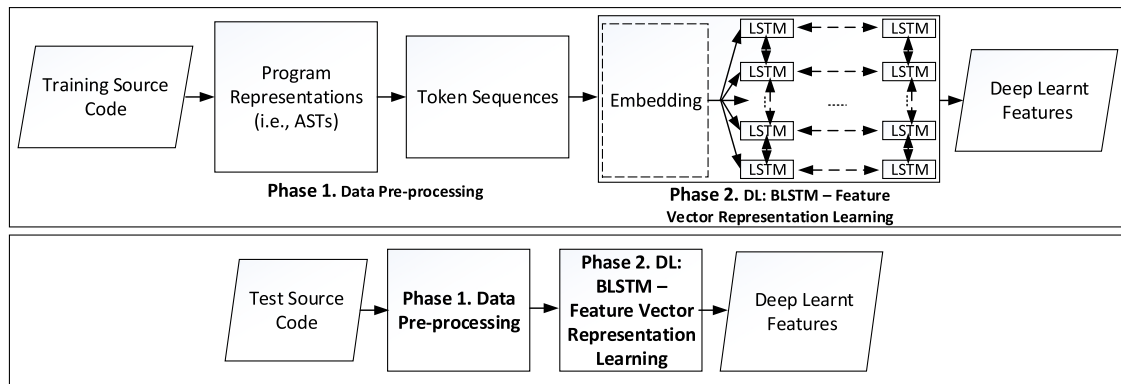 Training Source
Code
Program
Representations
(i.e., ASTs)
Token Sequences
Embedding
LSTM
LSTM
LSTM
LSTM
.....
LSTM
LSTM
LSTM
LSTM
Deep Learnt
Features
Phase 1. Data Pre-processing
Phase 2. DL: BLSTM – Feature
Vector Representation Learning
Test Source
Code
Phase 1. Data
Pre-processing
Phase 2. DL:
BLSTM –
Feature Vector
Representation
Learning
Deep Learnt
Features